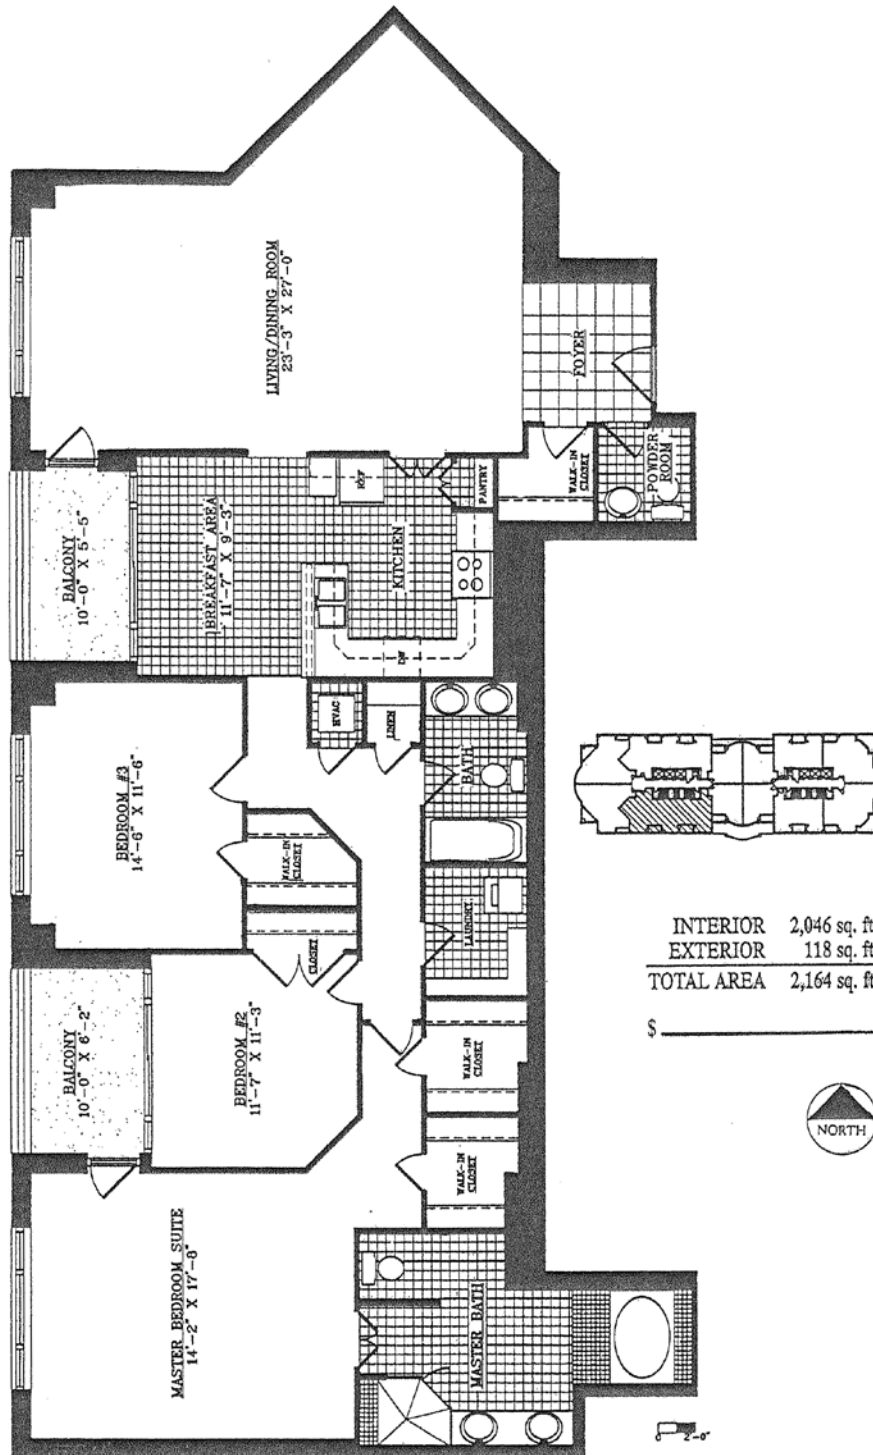 LIVING/DINING ROOM
23'-3" X 27'-0"
FOYER
BALCONY
10'-0" X 5'-5"
BREAKFAST AREA
11'-7" X 9'-3"
REF
KITCHEN
PANTRY
WALK-IN
CLOSET
POWDER
ROOM
DW
BEDROOM #3
14'-6" X 11'-6"
HVAC
LINEN
BATH
WALK-IN
CLOSET
CLOSET
LAUNDRY
BALCONY
10'-0" X 6'-2"
BEDROOM #2
11'-7" X 11'-3"
WALK-IN
CLOSET
WALK-IN
CLOSET
MASTER BEDROOM SUITE
14'-2" X 17'-8"
MASTER BATH
INTERIOR 2,046 sq. ft
EXTERIOR 118 sq. ft
TOTAL AREA 2,164 sq. ft
$
NORTH
0 2'-0"